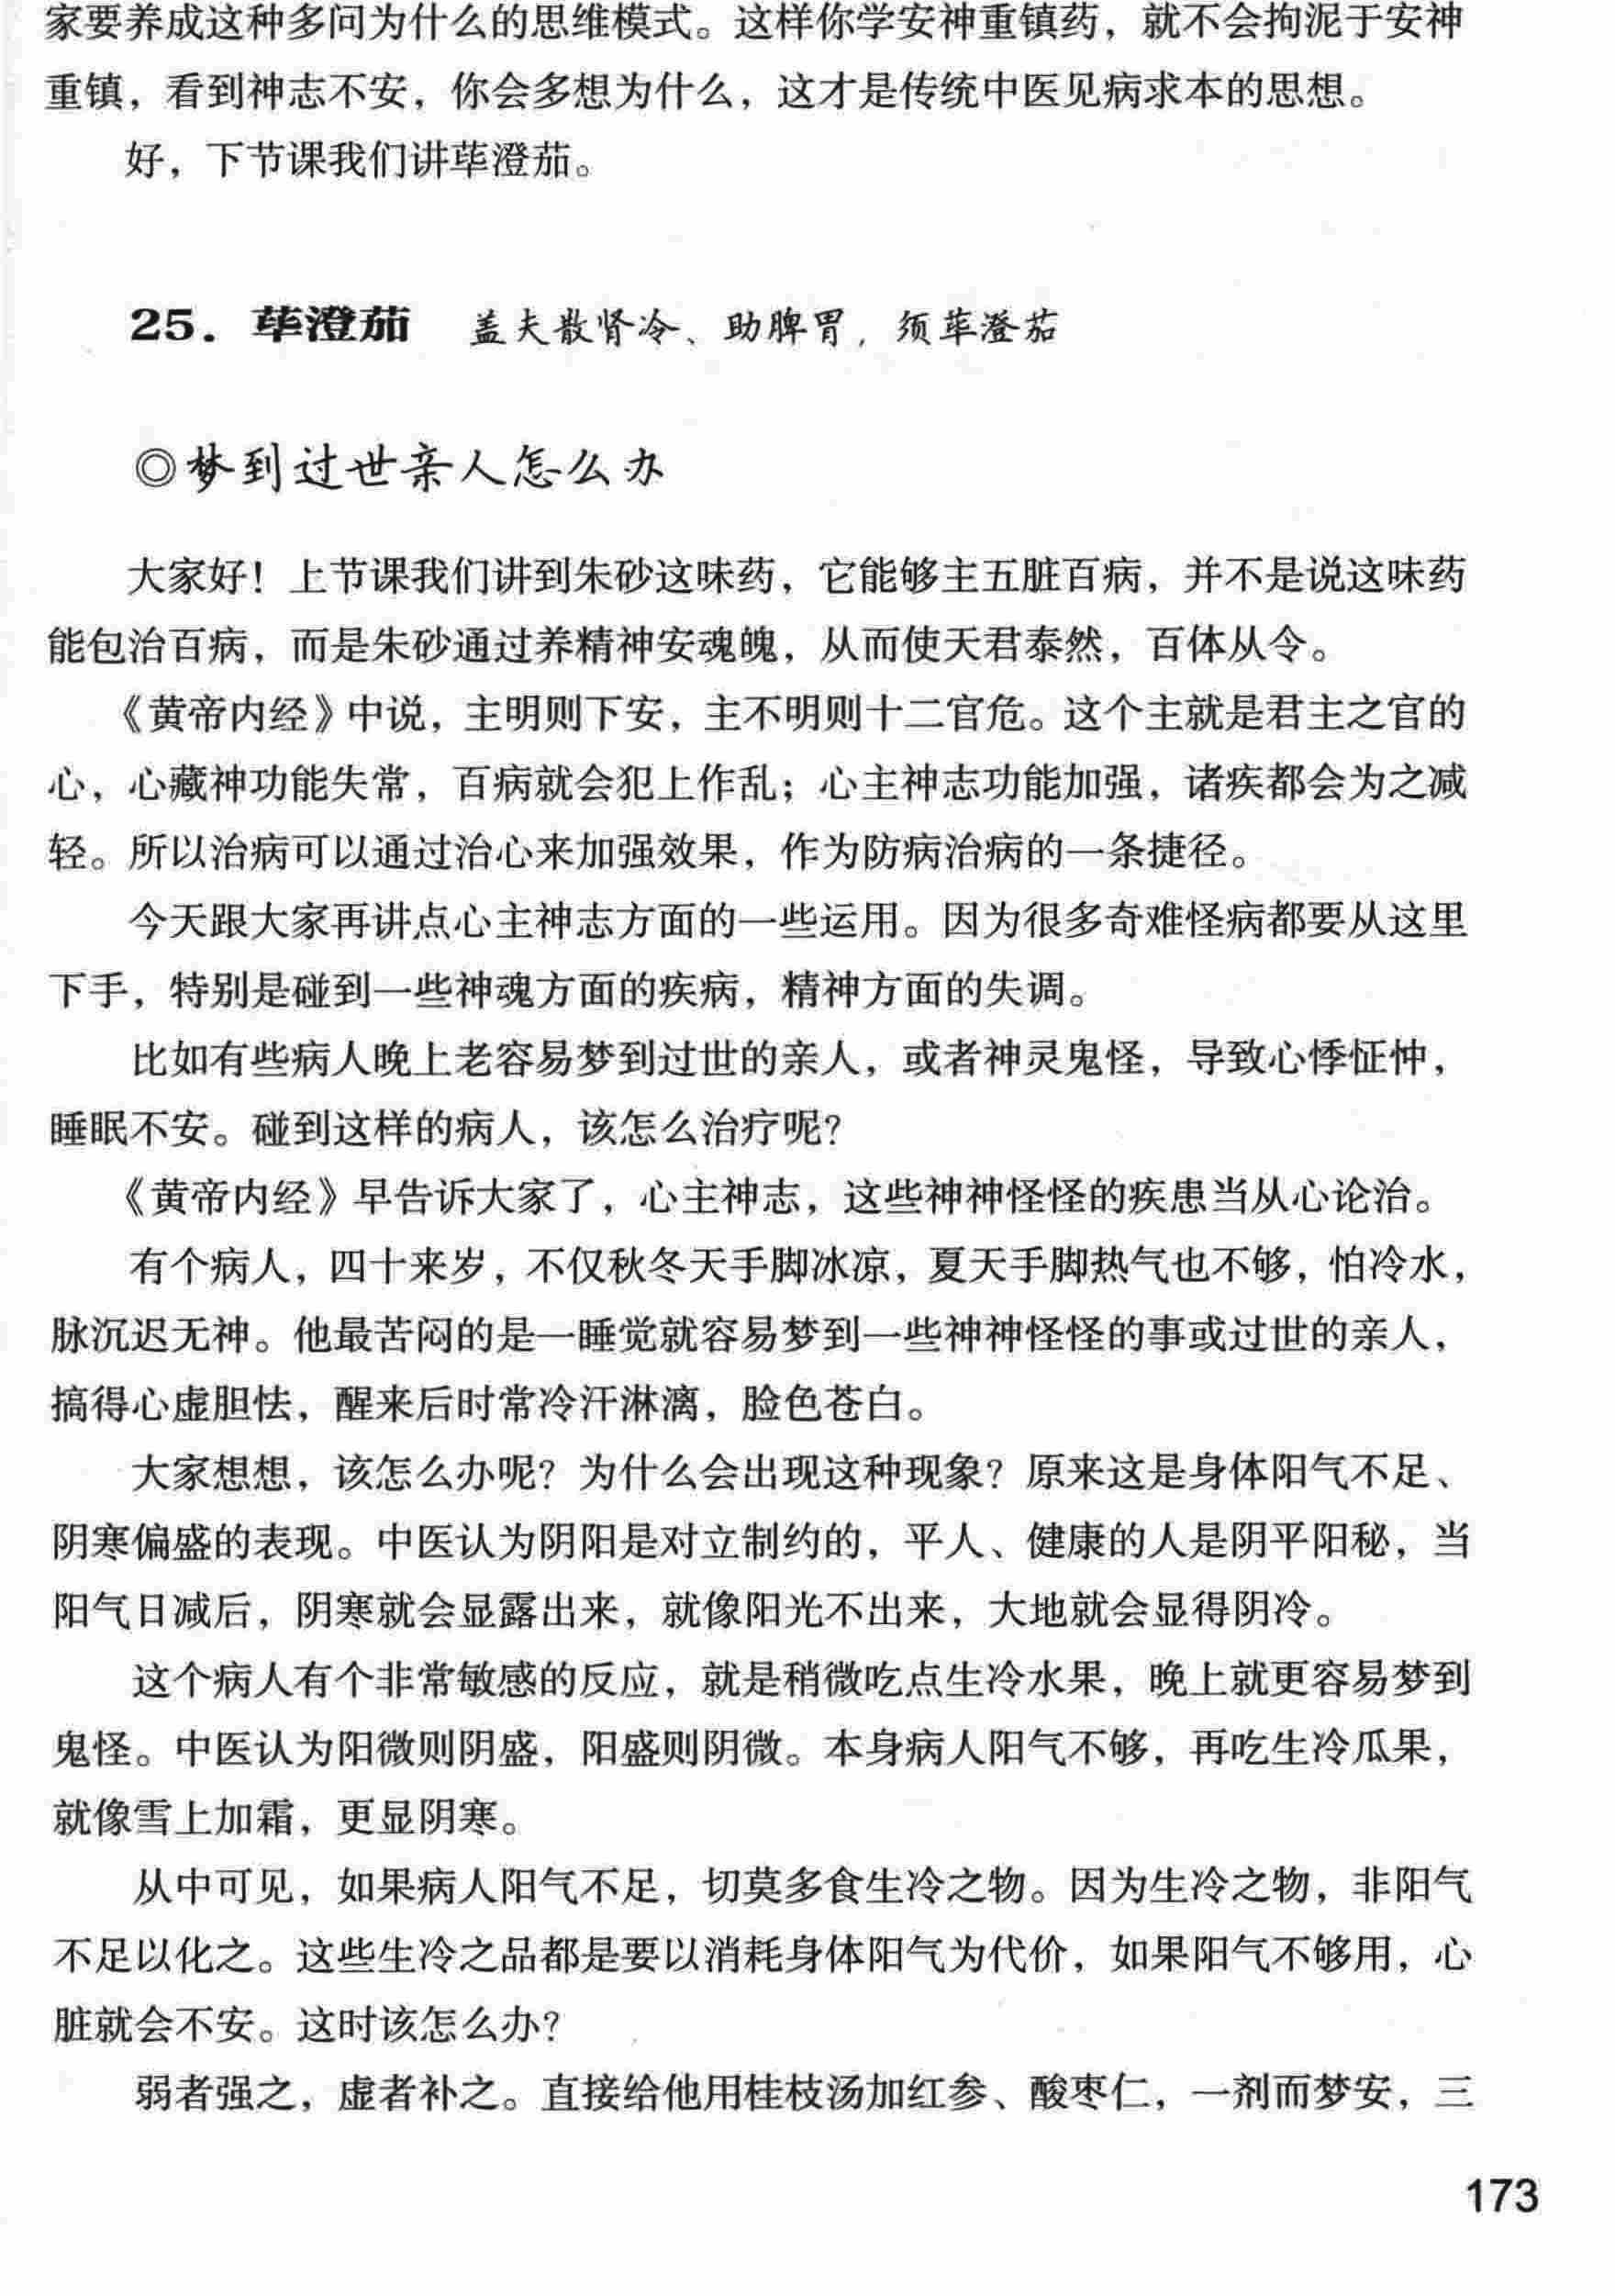 家要养成这种多问为什么的思维模式。这样你学安神重镇药，就不会拘泥于安神
重镇，看到神志不安，你会多想为什么，这才是传统中医见病求本的思想。
好，下节课我们讲荜澄茄。
25. 荜澄茄 盖夫散肾冷、助脾胃，须荜澄茄
◎梦到过世亲人怎么办
大家好！上节课我们讲到朱砂这味药，它能够主五脏百病，并不是说这味药
能包治百病，而是朱砂通过养精神安魂魄，从而使天君泰然，百体从令。
《黄帝内经》中说，主明则下安，主不明则十二官危。这个主就是君主之官的
心，心藏神功能失常，百病就会犯上作乱；心主神志功能加强，诸疾都会为之减
轻。所以治病可以通过治心来加强效果，作为防病治病的一条捷径。
今天跟大家再讲点心主神志方面的一些运用。因为很多奇难怪病都要从这里
下手，特别是碰到一些神魂方面的疾病，精神方面的失调。
比如有些病人晚上老容易梦到过世的亲人，或者神灵鬼怪，导致心悸怔忡，
睡眠不安。碰到这样的病人，该怎么治疗呢？
《黄帝内经》早告诉大家了，心主神志，这些神神怪怪的疾患当从心论治。
有个病人，四十来岁，不仅秋冬天手脚冰凉，夏天手脚热气也不够，怕冷水，
脉沉迟无神。他最苦闷的是一睡觉就容易梦到一些神神怪怪的事或过世的亲人，
搞得心虚胆怯，醒来后时常冷汗淋漓，脸色苍白。
大家想想，该怎么办呢？为什么会出现这种现象？原来这是身体阳气不足、
阴寒偏盛的表现。中医认为阴阳是对立制约的，平人、健康的人是阴平阳秘，当
阳气日减后，阴寒就会显露出来，就像阳光不出来，大地就会显得阴冷。
这个病人有个非常敏感的反应，就是稍微吃点生冷水果，晚上就更容易梦到
鬼怪。中医认为阳微则阴盛，阳盛则阴微。本身病人阳气不够，再吃生冷瓜果，
就像雪上加霜，更显阴寒。
从中可见，如果病人阳气不足，切莫多食生冷之物。因为生冷之物，非阳气
不足以化之。这些生冷之品都是要以消耗身体阳气为代价，如果阳气不够用，心
脏就会不安。这时该怎么办？
弱者强之，虚者补之。直接给他用桂枝汤加红参、酸枣仁，一剂而梦安，三
173